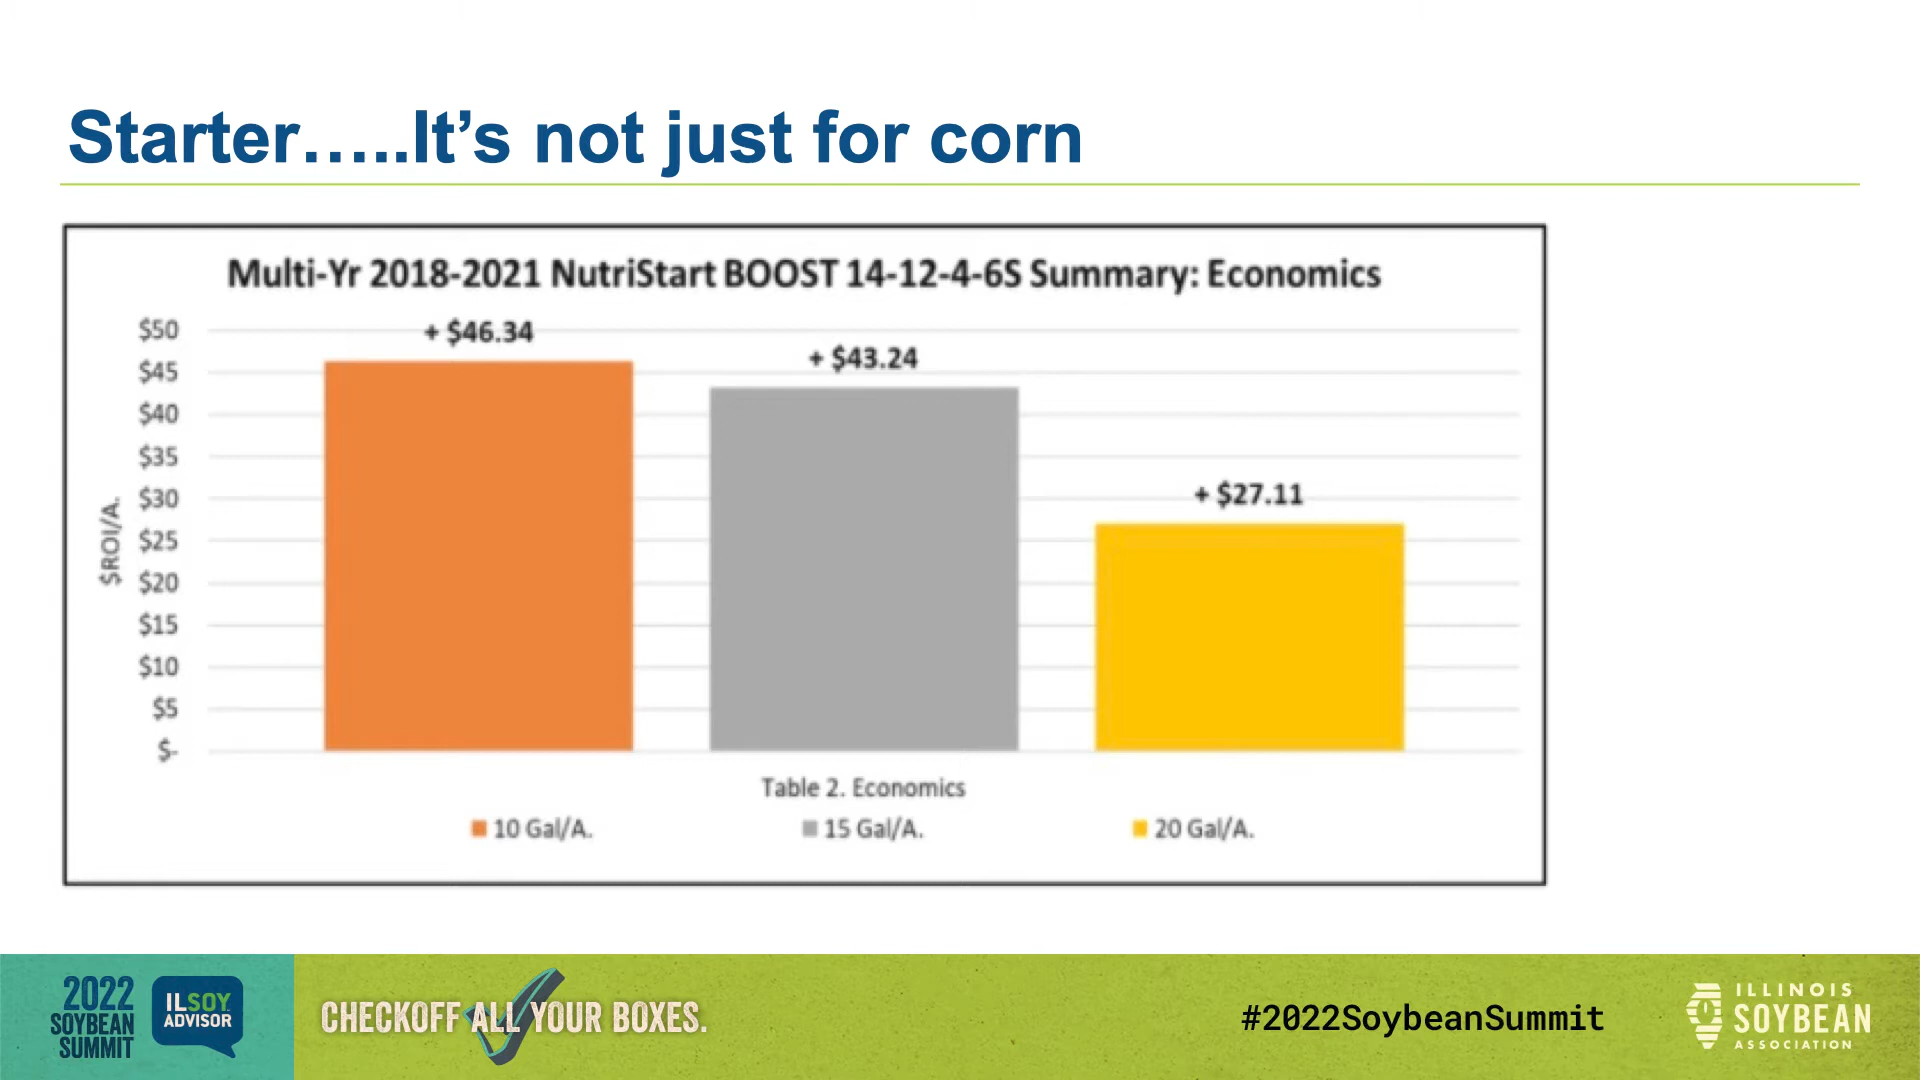 Starter…..It’s not just for corn
Multi-Yr 2018-2021 NutriStart BOOST 14-12-4-6S Summary: Economics
$50
$45
$40
$35
$30
$25
$20
$15
$10
$5
$-
$ROI/A.
+ $46.34
+ $43.24
+ $27.11
Table 2. Economics
10 Gal/A.
15 Gal/A.
20 Gal/A.
2022
SOYBEAN
SUMMIT
ILSOY
ADVISOR
CHECKOFF ALL YOUR BOXES.
#2022SoybeanSummit
ILLINOIS
SOYBEAN
ASSOCIATION